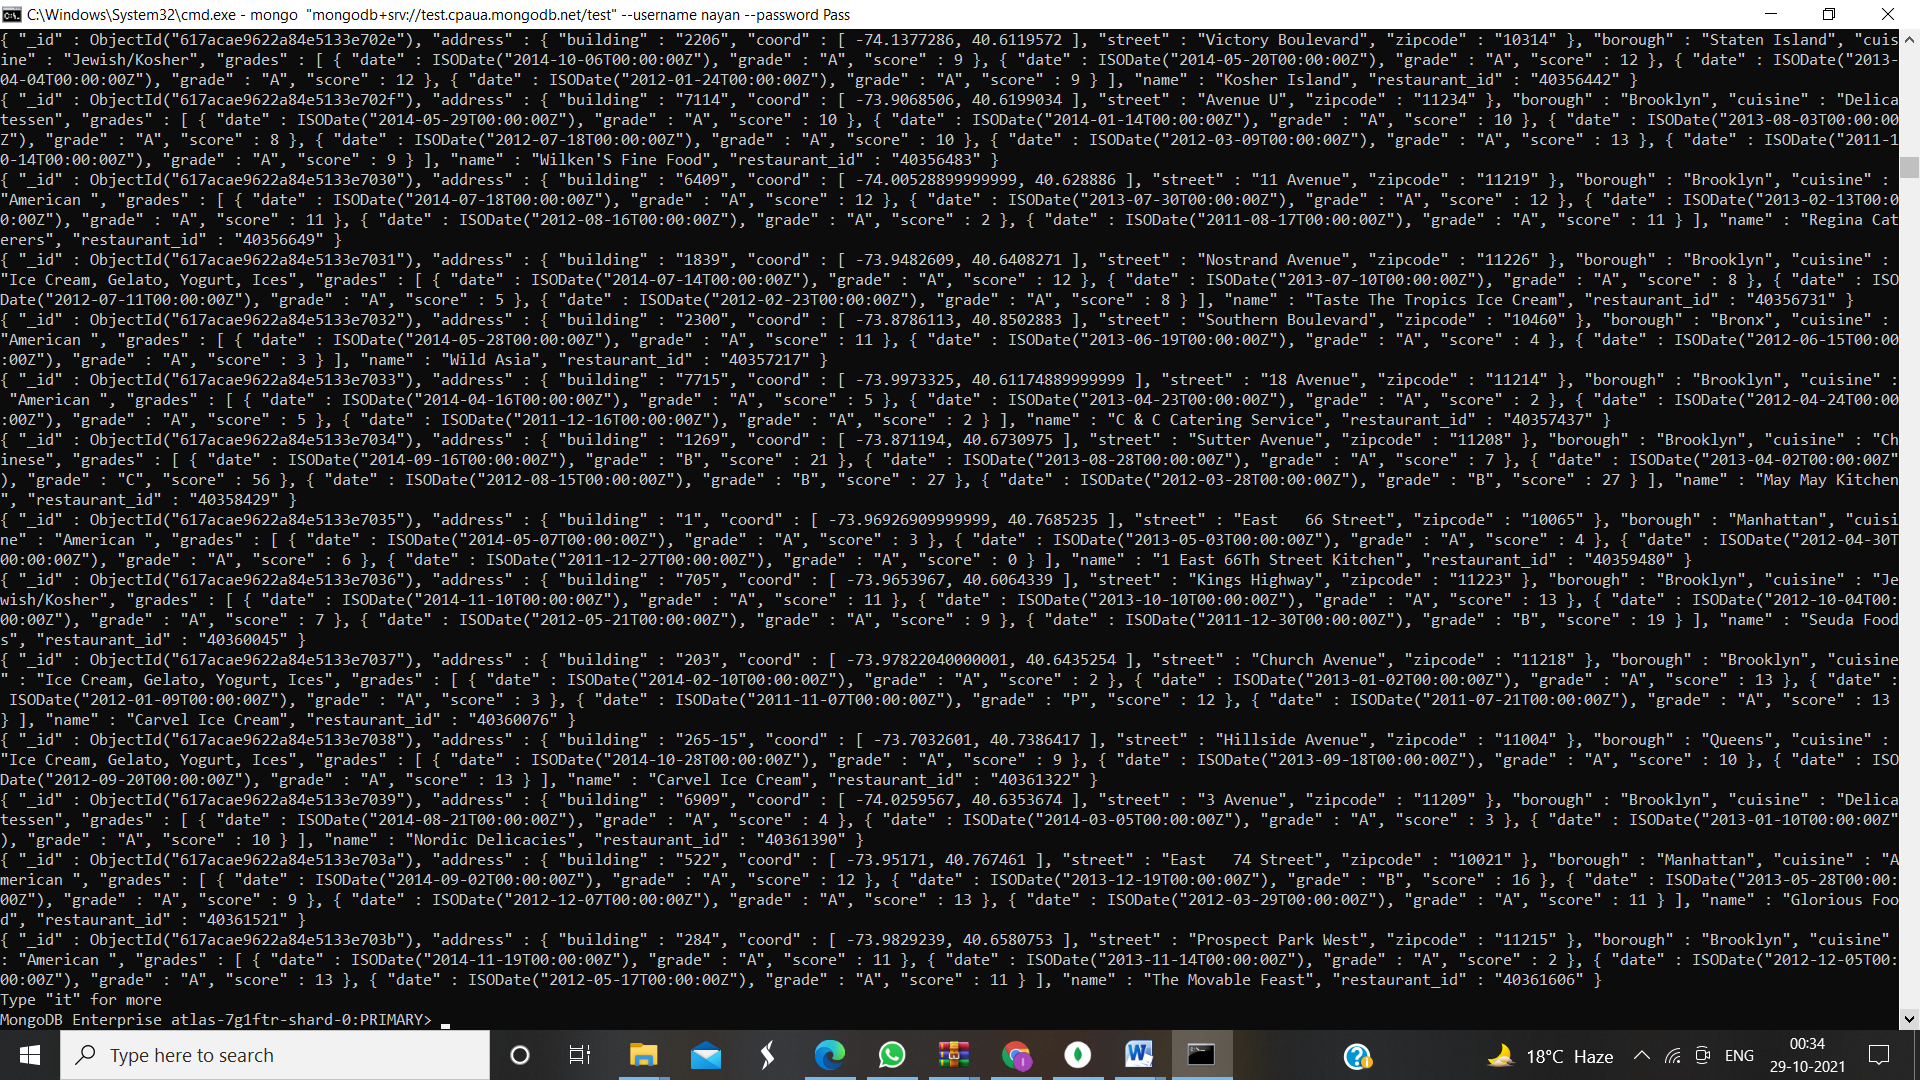 C:\Windows\System32\cmd.exe - mongo  "mongodb+srv://test.cpaua.mongodb.net/test" --username nayan --password Pass
{ "_id" : ObjectId("617acae9622a84e5133e702e"), "address" : { "building" : "2206", "coord" : [ -74.1377286, 40.6119572 ], "street" : "Victory Boulevard", "zipcode" : "10314" }, "borough" : "Staten Island", "cuis
ine" : "Jewish/Kosher", "grades" : [ { "date" : ISODate("2014-10-06T00:00:00Z"), "grade" : "A", "score" : 9 }, { "date" : ISODate("2014-05-20T00:00:00Z"), "grade" : "A", "score" : 12 }, { "date" : ISODate("2013-
04-04T00:00:00Z"), "grade" : "A", "score" : 12 }, { "date" : ISODate("2012-01-24T00:00:00Z"), "grade" : "A", "score" : 9 } ], "name" : "Kosher Island", "restaurant_id" : "40356442" }
{ "_id" : ObjectId("617acae9622a84e5133e702f"), "address" : { "building" : "7114", "coord" : [ -73.9068506, 40.6199034 ], "street" : "Avenue U", "zipcode" : "11234" }, "borough" : "Brooklyn", "cuisine" : "Delica
tessen", "grades" : [ { "date" : ISODate("2014-05-29T00:00:00Z"), "grade" : "A", "score" : 10 }, { "date" : ISODate("2014-01-14T00:00:00Z"), "grade" : "A", "score" : 10 }, { "date" : ISODate("2013-08-03T00:00:00
Z"), "grade" : "A", "score" : 8 }, { "date" : ISODate("2012-07-18T00:00:00Z"), "grade" : "A", "score" : 10 }, { "date" : ISODate("2012-03-09T00:00:00Z"), "grade" : "A", "score" : 13 }, { "date" : ISODate("2011-1
0-14T00:00:00Z"), "grade" : "A", "score" : 9 } ], "name" : "Wilken'S Fine Food", "restaurant_id" : "40356483" }
{ "_id" : ObjectId("617acae9622a84e5133e7030"), "address" : { "building" : "6409", "coord" : [ -74.00528899999999, 40.628886 ], "street" : "11 Avenue", "zipcode" : "11219" }, "borough" : "Brooklyn", "cuisine" :
"American ", "grades" : [ { "date" : ISODate("2014-07-18T00:00:00Z"), "grade" : "A", "score" : 12 }, { "date" : ISODate("2013-07-30T00:00:00Z"), "grade" : "A", "score" : 12 }, { "date" : ISODate("2013-02-13T00:0
0:00Z"), "grade" : "A", "score" : 11 }, { "date" : ISODate("2012-08-16T00:00:00Z"), "grade" : "A", "score" : 2 }, { "date" : ISODate("2011-08-17T00:00:00Z"), "grade" : "A", "score" : 11 } ], "name" : "Regina Cat
erers", "restaurant_id" : "40356649" }
{ "_id" : ObjectId("617acae9622a84e5133e7031"), "address" : { "building" : "1839", "coord" : [ -73.9482609, 40.6408271 ], "street" : "Nostrand Avenue", "zipcode" : "11226" }, "borough" : "Brooklyn", "cuisine" :
"Ice Cream, Gelato, Yogurt, Ices", "grades" : [ { "date" : ISODate("2014-07-14T00:00:00Z"), "grade" : "A", "score" : 12 }, { "date" : ISODate("2013-07-10T00:00:00Z"), "grade" : "A", "score" : 8 }, { "date" : ISO
Date("2012-07-11T00:00:00Z"), "grade" : "A", "score" : 5 }, { "date" : ISODate("2012-02-23T00:00:00Z"), "grade" : "A", "score" : 8 } ], "name" : "Taste The Tropics Ice Cream", "restaurant_id" : "40356731" }
{ "_id" : ObjectId("617acae9622a84e5133e7032"), "address" : { "building" : "2300", "coord" : [ -73.8786113, 40.8502883 ], "street" : "Southern Boulevard", "zipcode" : "10460" }, "borough" : "Bronx", "cuisine" :
"American ", "grades" : [ { "date" : ISODate("2014-05-28T00:00:00Z"), "grade" : "A", "score" : 11 }, { "date" : ISODate("2013-06-19T00:00:00Z"), "grade" : "A", "score" : 4 }, { "date" : ISODate("2012-06-15T00:00
:00Z"), "grade" : "A", "score" : 3 } ], "name" : "Wild Asia", "restaurant_id" : "40357217" }
{ "_id" : ObjectId("617acae9622a84e5133e7033"), "address" : { "building" : "7715", "coord" : [ -73.9973325, 40.61174889999999 ], "street" : "18 Avenue", "zipcode" : "11214" }, "borough" : "Brooklyn", "cuisine" :
 "American ", "grades" : [ { "date" : ISODate("2014-04-16T00:00:00Z"), "grade" : "A", "score" : 5 }, { "date" : ISODate("2013-04-23T00:00:00Z"), "grade" : "A", "score" : 2 }, { "date" : ISODate("2012-04-24T00:00
:00Z"), "grade" : "A", "score" : 5 }, { "date" : ISODate("2011-12-16T00:00:00Z"), "grade" : "A", "score" : 2 } ], "name" : "C & C Catering Service", "restaurant_id" : "40357437" }
{ "_id" : ObjectId("617acae9622a84e5133e7034"), "address" : { "building" : "1269", "coord" : [ -73.871194, 40.6730975 ], "street" : "Sutter Avenue", "zipcode" : "11208" }, "borough" : "Brooklyn", "cuisine" : "Ch
inese", "grades" : [ { "date" : ISODate("2014-09-16T00:00:00Z"), "grade" : "B", "score" : 21 }, { "date" : ISODate("2013-08-28T00:00:00Z"), "grade" : "A", "score" : 7 }, { "date" : ISODate("2013-04-02T00:00:00Z"
), "grade" : "C", "score" : 56 }, { "date" : ISODate("2012-08-15T00:00:00Z"), "grade" : "B", "score" : 27 }, { "date" : ISODate("2012-03-28T00:00:00Z"), "grade" : "B", "score" : 27 } ], "name" : "May May Kitchen
", "restaurant_id" : "40358429" }
{ "_id" : ObjectId("617acae9622a84e5133e7035"), "address" : { "building" : "1", "coord" : [ -73.96926909999999, 40.7685235 ], "street" : "East   66 Street", "zipcode" : "10065" }, "borough" : "Manhattan", "cuisi
ne" : "American ", "grades" : [ { "date" : ISODate("2014-05-07T00:00:00Z"), "grade" : "A", "score" : 3 }, { "date" : ISODate("2013-05-03T00:00:00Z"), "grade" : "A", "score" : 4 }, { "date" : ISODate("2012-04-30T
00:00:00Z"), "grade" : "A", "score" : 6 }, { "date" : ISODate("2011-12-27T00:00:00Z"), "grade" : "A", "score" : 0 } ], "name" : "1 East 66Th Street Kitchen", "restaurant_id" : "40359480" }
{ "_id" : ObjectId("617acae9622a84e5133e7036"), "address" : { "building" : "705", "coord" : [ -73.9653967, 40.6064339 ], "street" : "Kings Highway", "zipcode" : "11223" }, "borough" : "Brooklyn", "cuisine" : "Je
wish/Kosher", "grades" : [ { "date" : ISODate("2014-11-10T00:00:00Z"), "grade" : "A", "score" : 11 }, { "date" : ISODate("2013-10-10T00:00:00Z"), "grade" : "A", "score" : 13 }, { "date" : ISODate("2012-10-04T00:
00:00Z"), "grade" : "A", "score" : 7 }, { "date" : ISODate("2012-05-21T00:00:00Z"), "grade" : "A", "score" : 9 }, { "date" : ISODate("2011-12-30T00:00:00Z"), "grade" : "B", "score" : 19 } ], "name" : "Seuda Food
s", "restaurant_id" : "40360045" }
{ "_id" : ObjectId("617acae9622a84e5133e7037"), "address" : { "building" : "203", "coord" : [ -73.97822040000001, 40.6435254 ], "street" : "Church Avenue", "zipcode" : "11218" }, "borough" : "Brooklyn", "cuisine
" : "Ice Cream, Gelato, Yogurt, Ices", "grades" : [ { "date" : ISODate("2014-02-10T00:00:00Z"), "grade" : "A", "score" : 2 }, { "date" : ISODate("2013-01-02T00:00:00Z"), "grade" : "A", "score" : 13 }, { "date" :
 ISODate("2012-01-09T00:00:00Z"), "grade" : "A", "score" : 3 }, { "date" : ISODate("2011-11-07T00:00:00Z"), "grade" : "P", "score" : 12 }, { "date" : ISODate("2011-07-21T00:00:00Z"), "grade" : "A", "score" : 13
} ], "name" : "Carvel Ice Cream", "restaurant_id" : "40360076" }
{ "_id" : ObjectId("617acae9622a84e5133e7038"), "address" : { "building" : "265-15", "coord" : [ -73.7032601, 40.7386417 ], "street" : "Hillside Avenue", "zipcode" : "11004" }, "borough" : "Queens", "cuisine" :
"Ice Cream, Gelato, Yogurt, Ices", "grades" : [ { "date" : ISODate("2014-10-28T00:00:00Z"), "grade" : "A", "score" : 9 }, { "date" : ISODate("2013-09-18T00:00:00Z"), "grade" : "A", "score" : 10 }, { "date" : ISO
Date("2012-09-20T00:00:00Z"), "grade" : "A", "score" : 13 } ], "name" : "Carvel Ice Cream", "restaurant_id" : "40361322" }
{ "_id" : ObjectId("617acae9622a84e5133e7039"), "address" : { "building" : "6909", "coord" : [ -74.0259567, 40.6353674 ], "street" : "3 Avenue", "zipcode" : "11209" }, "borough" : "Brooklyn", "cuisine" : "Delica
tessen", "grades" : [ { "date" : ISODate("2014-08-21T00:00:00Z"), "grade" : "A", "score" : 4 }, { "date" : ISODate("2014-03-05T00:00:00Z"), "grade" : "A", "score" : 3 }, { "date" : ISODate("2013-01-10T00:00:00Z"
), "grade" : "A", "score" : 10 } ], "name" : "Nordic Delicacies", "restaurant_id" : "40361390" }
{ "_id" : ObjectId("617acae9622a84e5133e703a"), "address" : { "building" : "522", "coord" : [ -73.95171, 40.767461 ], "street" : "East   74 Street", "zipcode" : "10021" }, "borough" : "Manhattan", "cuisine" : "A
merican ", "grades" : [ { "date" : ISODate("2014-09-02T00:00:00Z"), "grade" : "A", "score" : 12 }, { "date" : ISODate("2013-12-19T00:00:00Z"), "grade" : "B", "score" : 16 }, { "date" : ISODate("2013-05-28T00:00:
00Z"), "grade" : "A", "score" : 9 }, { "date" : ISODate("2012-12-07T00:00:00Z"), "grade" : "A", "score" : 13 }, { "date" : ISODate("2012-03-29T00:00:00Z"), "grade" : "A", "score" : 11 } ], "name" : "Glorious Foo
d", "restaurant_id" : "40361521" }
{ "_id" : ObjectId("617acae9622a84e5133e703b"), "address" : { "building" : "284", "coord" : [ -73.9829239, 40.6580753 ], "street" : "Prospect Park West", "zipcode" : "11215" }, "borough" : "Brooklyn", "cuisine"
: "American ", "grades" : [ { "date" : ISODate("2014-11-19T00:00:00Z"), "grade" : "A", "score" : 11 }, { "date" : ISODate("2013-11-14T00:00:00Z"), "grade" : "A", "score" : 2 }, { "date" : ISODate("2012-12-05T00:
00:00Z"), "grade" : "A", "score" : 13 }, { "date" : ISODate("2012-05-17T00:00:00Z"), "grade" : "A", "score" : 11 } ], "name" : "The Movable Feast", "restaurant_id" : "40361606" }
Type "it" for more
MongoDB Enterprise atlas-7g1ftr-shard-0:PRIMARY>
Type here to search
18°C  Haze
ENG
00:34
29-10-2021